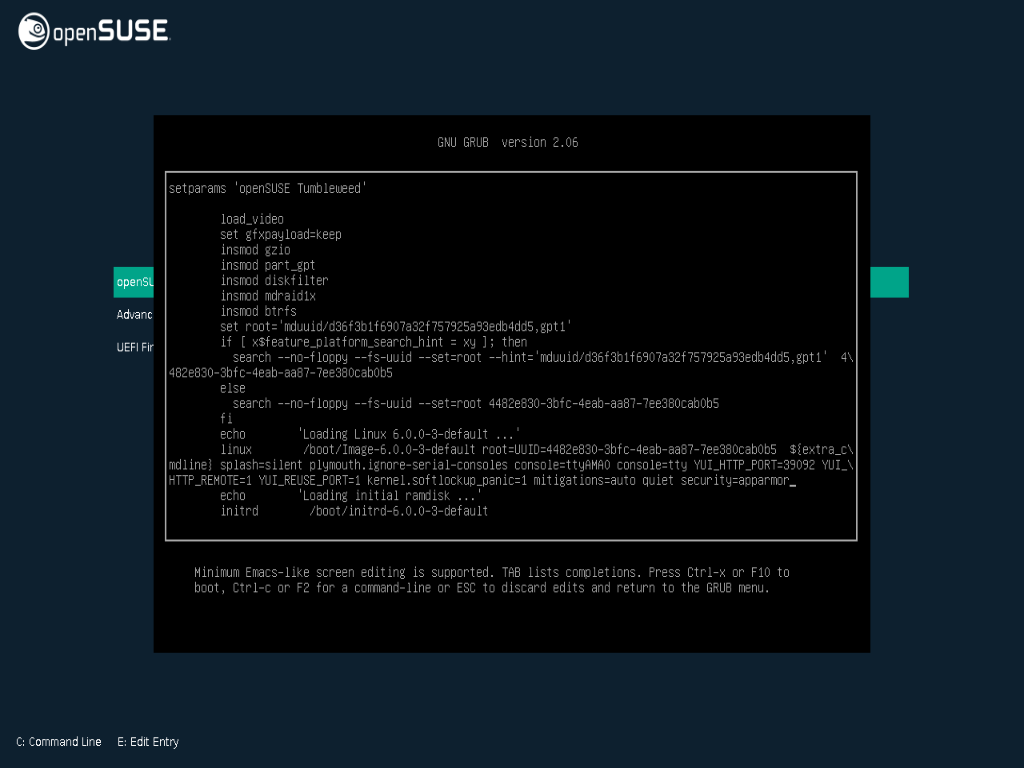 openSUSE
GNU GRUB  version 2.06
setparams 'openSUSE Tumbleweed'
load_video
set gfxpayload=keep
insmod gzio
insmod part_gpt
insmod diskfilter
insmod mdraid1x
insmod btrfs
set root='mduuid/d36f3b1f6907a32f757925a93edb4dd5,gpt1'
if [ x$feature_platform_search_hint = xy ]; then
search --no-floppy --fs-uuid --set=root --hint='mduuid/d36f3b1f6907a32f757925a93edb4dd5,gpt1'  4\
482e830-3bfc-4eab-aa87-7ee380cab0b5
else
search --no-floppy --fs-uuid --set=root 4482e830-3bfc-4eab-aa87-7ee380cab0b5
fi
echo 'Loading Linux 6.0.0-3-default ...'
linux /boot/Image-6.0.0-3-default root=UUID=4482e830-3bfc-4eab-aa87-7ee380cab0b5  ${extra_c\
mdline} splash=silent plymouth.ignore-serial-consoles console=ttyAMA0 console=tty YUI_HTTP_PORT=39092 YUI_\
HTTP_REMOTE=1 YUI_REUSE_PORT=1 kernel.softlockup_panic=1 mitigations=auto quiet security=apparmor_
echo 'Loading initial ramdisk ...'
initrd /boot/initrd-6.0.0-3-default
openSU
Advanc
UEFI Fir
Minimum Emacs-like screen editing is supported. TAB lists completions. Press Ctrl-x or F10 to
boot, Ctrl-c or F2 for a command-line or ESC to discard edits and return to the GRUB menu.
C: Command Line E: Edit Entry